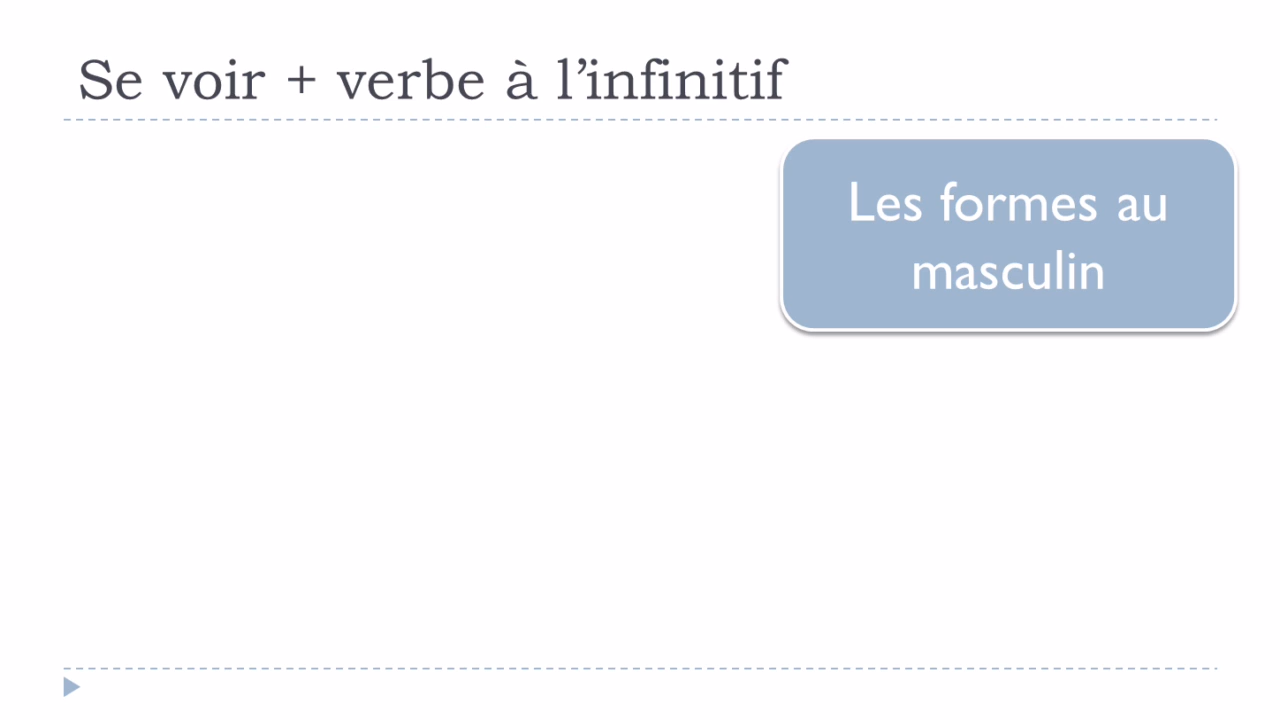 Se voir + verbe à l’infinitif
Les formes au
masculin